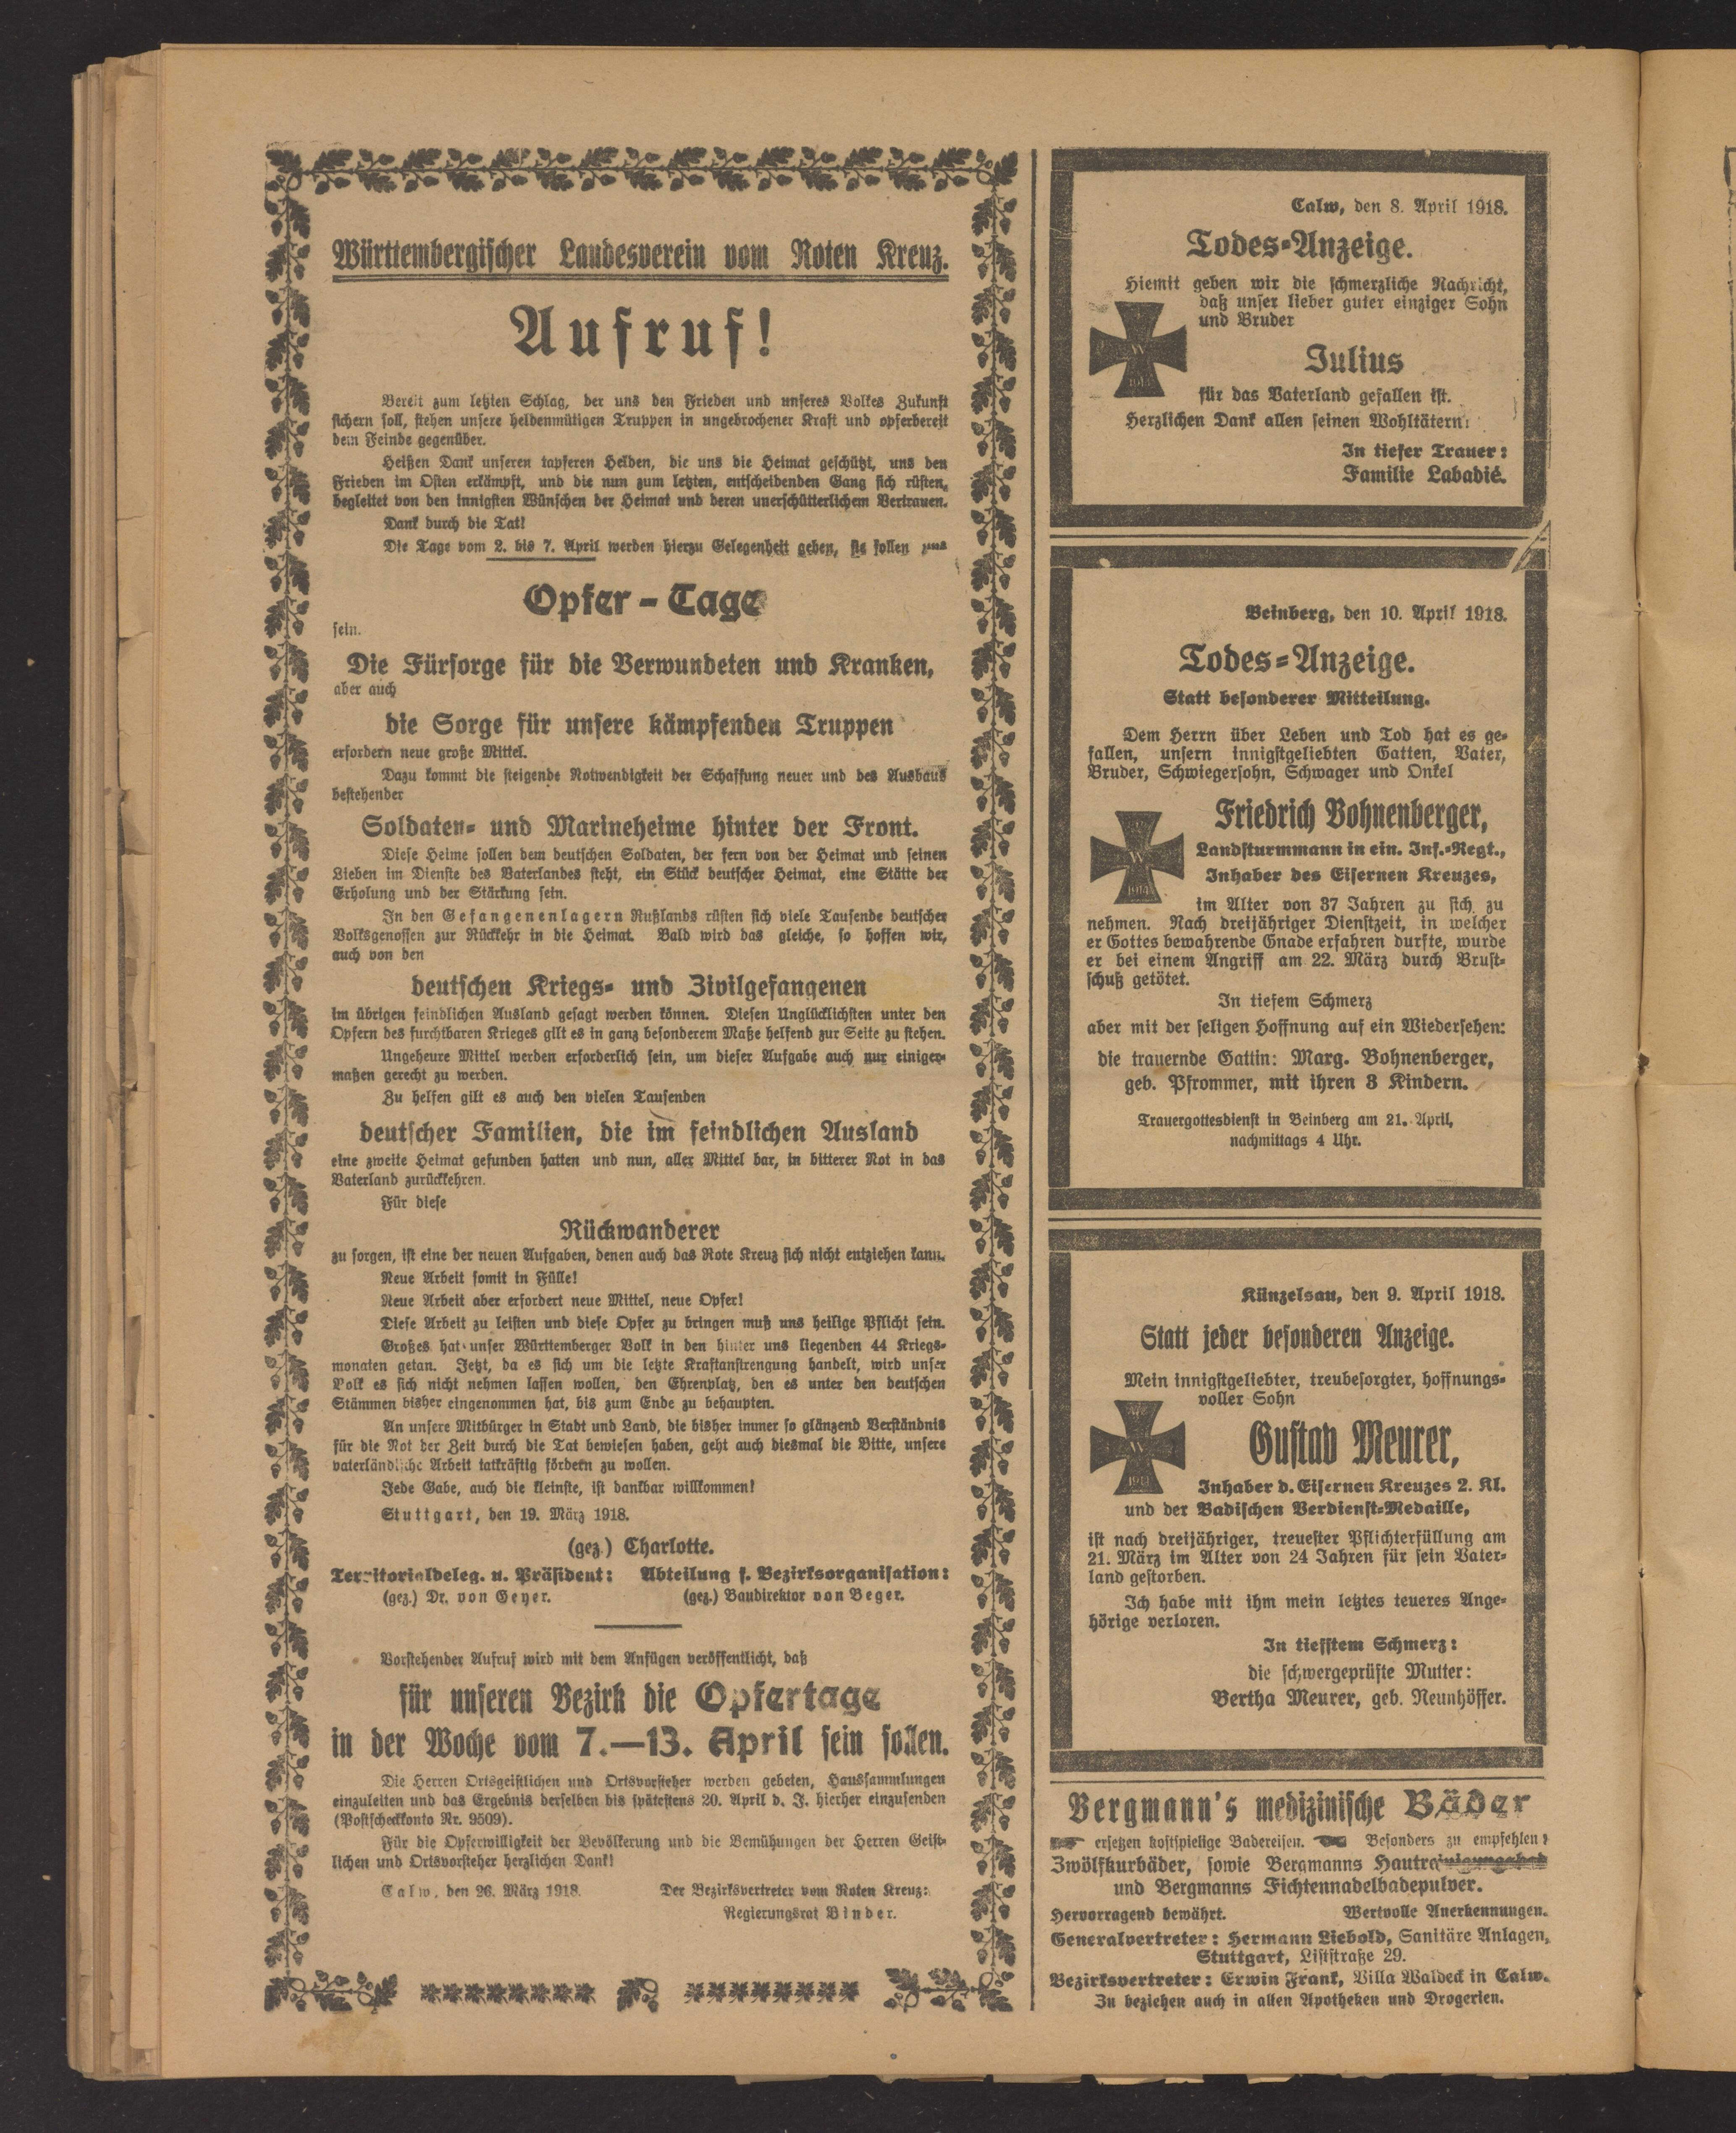 Württembergischer Landesverein vom Roten Kreuz.
Aufruf!
Bereit zum letzten Schlag, der uns den Frieden und unseres Volkes Zukunft
sichern soll, stehen unsere heldenmütigen Truppen in ungebrochener Kraft und opferbereit
dem Feinde gegenüber.
Heißen Dank unseren tapferen Helden, die uns die Heimat geschützt, uns den
Frieden im Osten erkämpft, und die nun zum letzten, entscheidenden Gang sich rüsten,
begleitet von den innigsten Wünschen der Heimat und deren unerschütterlichem Vertrauen.
Dank durch die Tat!
Die Tage vom 2. bis 7. April werden hierzu Gelegenheit geben, sie sollen uns
Opfer-Tage
sein.
Die Fürsorge für die Verwundeten und Kranken,
aber auch
die Sorge für unsere kämpfenden Truppen
erfordern neue große Mittel.
Dazu kommt die steigende Notwendigkeit der Schaffung neuer und des Ausbaus
bestehender
Soldaten- und Marineheime hinter der Front.
Diese Heime sollen dem deutschen Soldaten, der fern von der Heimat und seinen
Lieben im Dienste des Vaterlandes steht, ein Stück deutscher Heimat, eine Stätte der
Erholung und der Stärkung sein.
In den Gefangenenlagern Rußlands rüsten sich viele Tausende deutscher
Volksgenossen zur Rückkehr in die Heimat. Bald wird das gleiche, so hoffen wir,
auch von den
deutschen Kriegs- und Zivilgefangenen
im übrigen feindlichen Ausland gesagt werden können. Diesen Unglücklichsten unter den
Opfern des furchtbaren Krieges gilt es in ganz besonderem Maße helfend zur Seite zu stehen.
Ungeheure Mittel werden erforderlich sein, um dieser Aufgabe auch nur einiger-
maßen gerecht zu werden.
Zu helfen gilt es auch den vielen Tausenden
deutscher Familien, die im feindlichen Ausland
eine zweite Heimat gefunden hatten und nun, aller Mittel bar, in bitterer Not in das
Vaterland zurückkehren.
Für diese
Rückwanderer
zu sorgen, ist eine der neuen Aufgaben, denen auch das Rote Kreuz sich nicht entziehen kann.
Neue Arbeit somit in Fülle!
Neue Arbeit aber erfordert neue Mittel, neue Opfer!
Diese Arbeit zu leisten und diese Opfer zu bringen muß uns heilige Pflicht sein.
Großes hat unser Württemberger Volk in den hinter uns liegenden 44 Kriegs-
monaten getan. Jetzt, da es sich um die letzte Kraftanstrengung handelt, wird unser
Volk es sich nicht nehmen lassen wollen, den Ehrenplatz, den es unter den deutschen
Stämmen bisher eingenommen hat, bis zum Ende zu behaupten.
An unsere Mitbürger in Stadt und Land, die bisher immer so glänzend Verständnis
für die Not der Zeit durch die Tat bewiesen haben, geht auch diesmal die Bitte, unsere
vaterländische Arbeit tatkräftig fördern zu wollen.
Jede Gabe, auch die kleinste, ist dankbar willkommen!
Stuttgart, den 19. März 1918.
(gez.) Charlotte.
Territorialdeleg. u. Präsident: Abteilung f. Bezirksorganisation:
(gez.) Dr. von Geyer. (gez.) Baudirektor von Beger.
Vorstehender Aufruf wird mit dem Anfügen veröffentlicht, daß
für unseren Bezirk die Opfertage
in der Woche vom 7.—13. April sein sollen.
Die Herren Ortsgeistlichen und Ortsvorsteher werden gebeten, Haussammlungen
einzuleiten und das Ergebnis derselben bis spätestens 20. April d. J. hierher einzusenden
(Postscheckkonto Nr. 9509).
Für die Opferwilligkeit der Bevölkerung und die Bemühungen der Herren Geist-
lichen und Ortsvorsteher herzlichen Dank!
Calw, den 26. März 1918. Der Bezirksvertreter vom Roten Kreuz:
Regierungsrat Binder.
Calw, den 8. April 1918.
Todes-Anzeige.
Hiemit geben wir die schmerzliche Nachricht,
daß unser lieber guter einziger Sohn
und Bruder
W
1914
Julius
für das Vaterland gefallen ist.
Herzlichen Dank allen seinen Wohltätern.
In tiefer Trauer:
Familie Labadié.
Beinberg, den 10. April 1918.
Todes-Anzeige.
Statt besonderer Mitteilung.
Dem Herrn über Leben und Tod hat es ge-
fallen, unsern innigstgeliebten Gatten, Vater,
Bruder, Schwiegersohn, Schwager und Onkel
W
1914
Friedrich Bohnenberger,
Landsturmmann in ein. Inf.-Regt.,
Inhaber des Eisernen Kreuzes,
im Alter von 37 Jahren zu sich zu
nehmen. Nach dreijähriger Dienstzeit, in welcher
er Gottes bewahrende Gnade erfahren durfte, wurde
er bei einem Angriff am 22. März durch Brust-
schuß getötet.
In tiefem Schmerz
aber mit der seligen Hoffnung auf ein Wiedersehen:
die trauernde Gattin: Marg. Bohnenberger,
geb. Pfrommer, mit ihren 3 Kindern.
Trauergottesdienst in Beinberg am 21. April,
nachmittags 4 Uhr.
Künzelsau, den 9. April 1918.
Statt jeder besonderen Anzeige.
Mein innigstgeliebter, treubesorgter, hoffnungs-
voller Sohn
W
1914
Gustav Meurer,
Inhaber d. Eisernen Kreuzes 2. Kl.
und der Badischen Verdienst-Medaille,
ist nach dreijähriger, treuester Pflichterfüllung am
21. März im Alter von 24 Jahren für sein Vater-
land gestorben.
Ich habe mit ihm mein letztes teueres Ange-
hörige verloren.
In tiefstem Schmerz:
die schwergeprüfte Mutter:
Bertha Meurer, geb. Neunhöffer.
Bergmann's medizinische Bäder
ersetzen kostspielige Badereisen. Besonders zu empfehlen:
Zwölfkurbäder, sowie Bergmanns Hautreinigungsbad
und Bergmanns Fichtennadelbadepulver.
Hervorragend bewährt. Wertvolle Anerkennungen.
Generalvertreter: Hermann Liebold, Sanitäre Anlagen,
Stuttgart, Liststraße 29.
Bezirksvertreter: Erwin Frank, Villa Waldeck in Calw.
Zu beziehen auch in allen Apotheken und Drogerien.